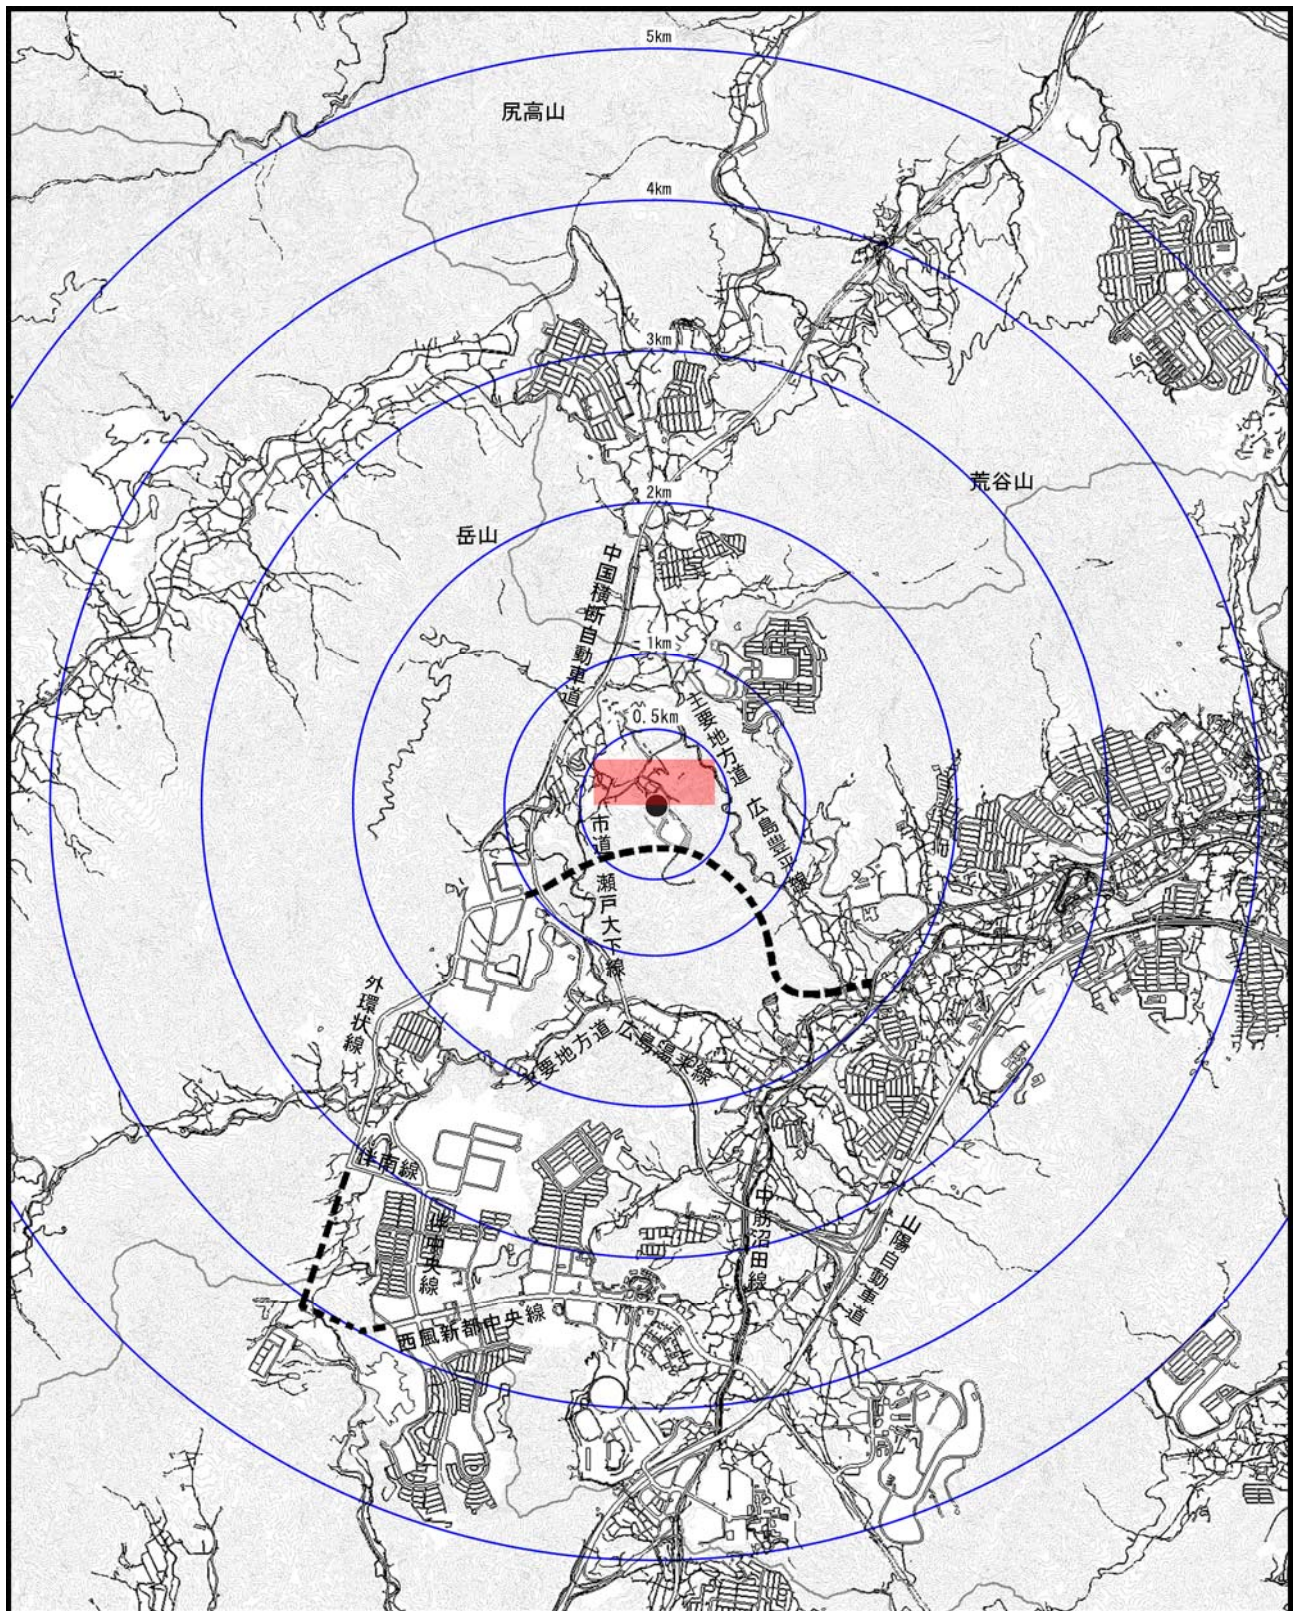 5km
尻高山
4km
3km
荒谷山
2km
岳山
中国横断自動車道
1km
0.5km
主要地方道 広島豊平線
市道 瀬戸大下線
外環状線
主要地方道 広島湯来線
伴南線
伴中央線
中筋沼田線
山陽自動車道
西風新都中央線